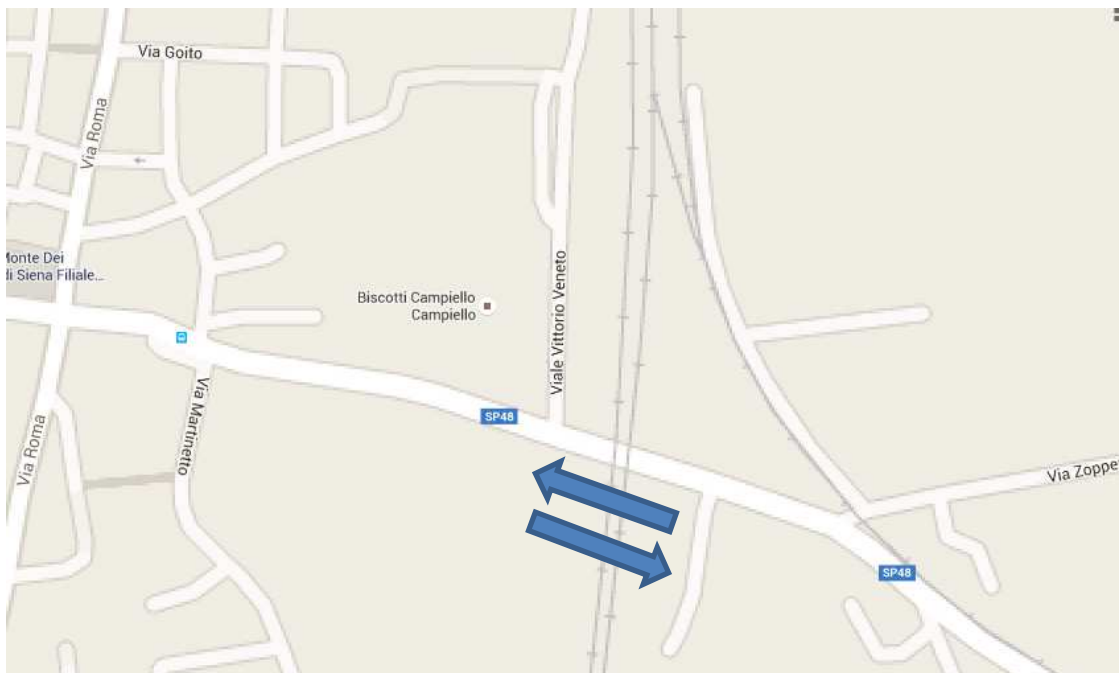 Via Goito
Via Roma
Monte Dei
di Siena Filiale...
Biscotti Campiello
Campiello
Viale Vittorio Veneto
SP48
Via Martinetto
Via Roma
Via Zoppe
SP48